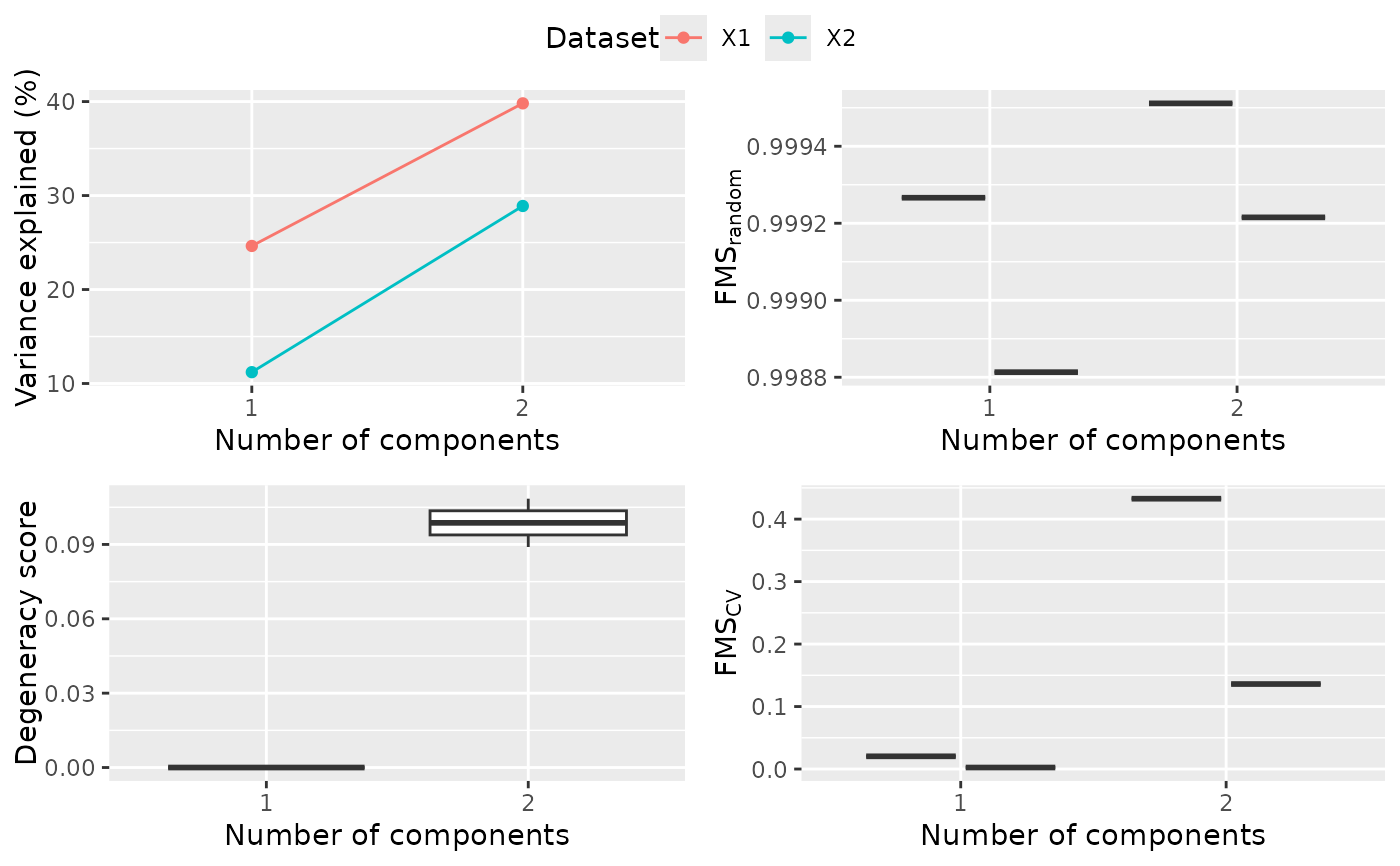 Dataset X1 X2
Variance explained (%)
40
30
20
10
1 2
Number of components
FMSrandom
0.9994
0.9992
0.9990
0.9988
1 2
Number of components
Degeneracy score
0.09
0.06
0.03
0.00
1 2
Number of components
FMSCV
0.4
0.3
0.2
0.1
0.0
1 2
Number of components